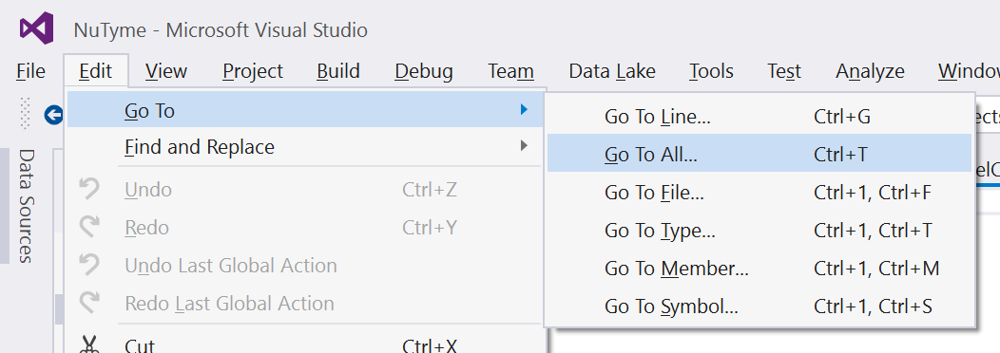 NuTyme - Microsoft Visual Studio
File Edit View Project Build Debug Team Data Lake Tools Test Analyze
Data Sources
Go To
Find and Replace
Undo Ctrl+Z
Redo Ctrl+Y
Undo Last Global Action
Redo Last Global Action
Cut Ctrl+X
Go To Line... Ctrl+G
Go To All... Ctrl+T
Go To File... Ctrl+1, Ctrl+F
Go To Type... Ctrl+1, Ctrl+T
Go To Member... Ctrl+1, Ctrl+M
Go To Symbol... Ctrl+1, Ctrl+S